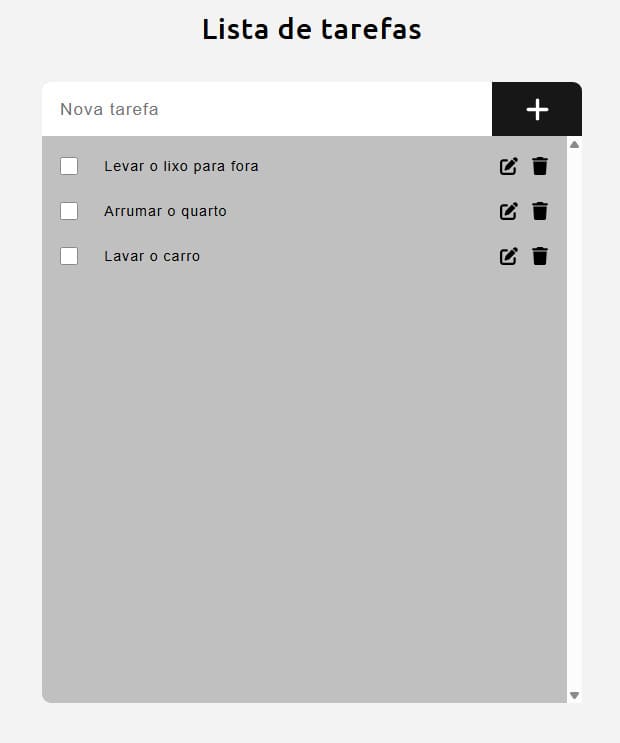 Lista de tarefas
Nova tarefa
Levar o lixo para fora
Arrumar o quarto
Lavar o carro